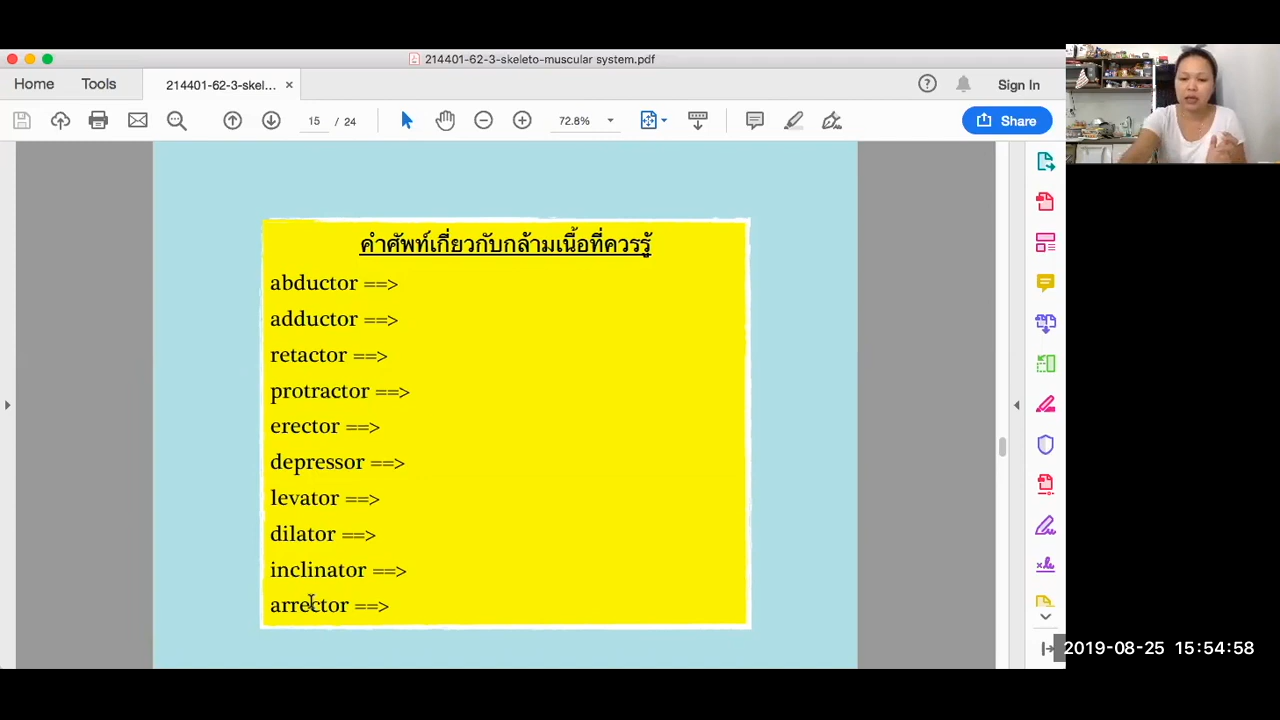 214401-62-3-skeleto-muscular system.pdf
Home Tools 214401-62-3-skel... × Sign In
15 / 24 72.8% Share
คำศัพท์เกี่ยวกับกล้ามเนื้อที่ควรรู้
abductor ==>
adductor ==>
retactor ==>
protractor ==>
erector ==>
depressor ==>
levator ==>
dilator ==>
inclinator ==>
arrector ==>
2019-08-25 15:54:58